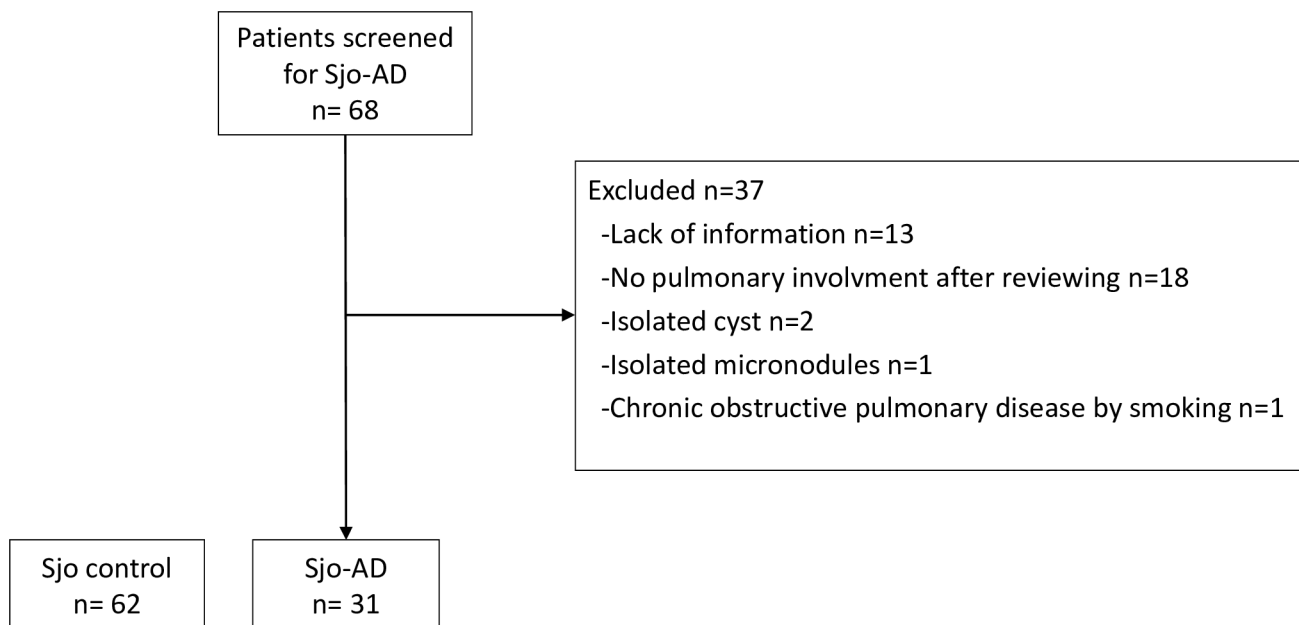 Patients screened
for Sjo-AD
n= 68
Excluded n=37
-Lack of information n=13
-No pulmonary involvment after reviewing n=18
-Isolated cyst n=2
-Isolated micronodules n=1
-Chronic obstructive pulmonary disease by smoking n=1
Sjo control
n= 62
Sjo-AD
n= 31